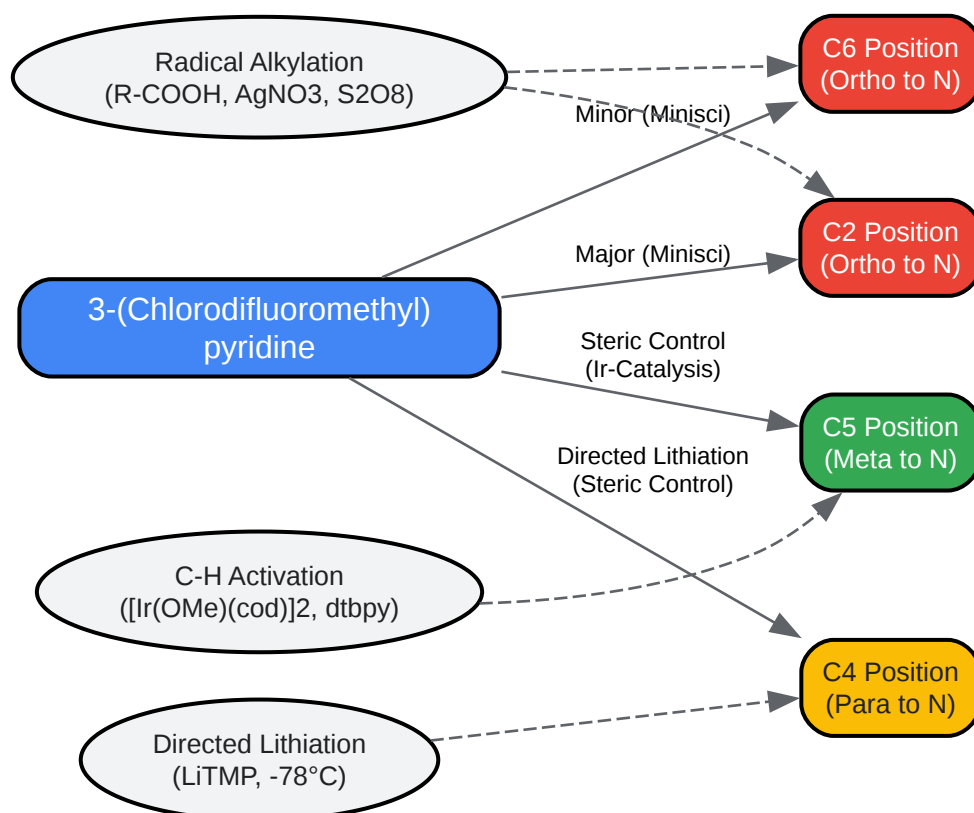 Radical Alkylation
(R-COOH, AgNO3, S2O8)
C6 Position
(Ortho to N)
Minor (Minisci)
C2 Position
(Ortho to N)
Major (Minisci)
3-(Chlorodifluoromethyl)
pyridine
Steric Control
(Ir-Catalysis)
C5 Position
(Meta to N)
Directed Lithiation
(Steric Control)
C-H Activation
([Ir(OMe)(cod)]2, dtbpy)
C4 Position
(Para to N)
Directed Lithiation
(LiTMP, -78°C)